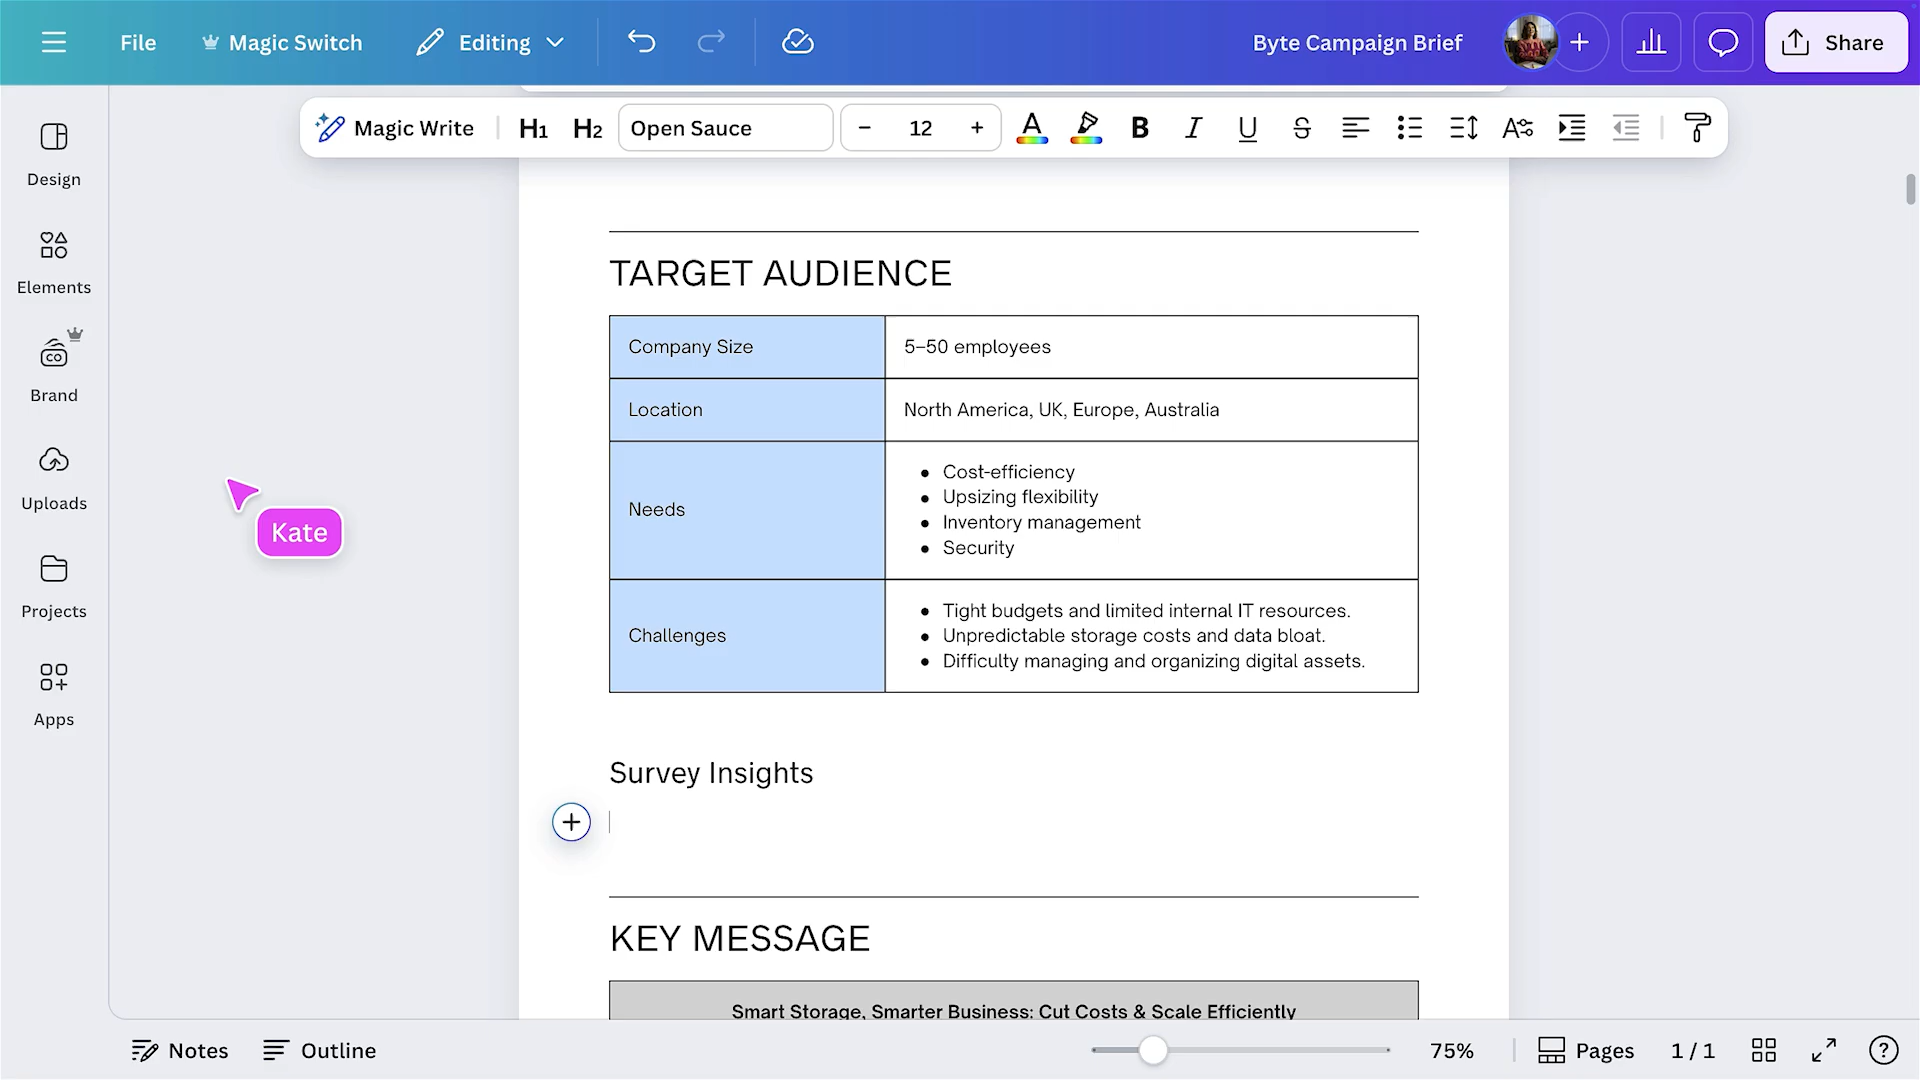 File
Magic Switch
Editing
Byte Campaign Brief
Share
Magic Write
H1
H2
Open Sauce
12
Design
Elements
Brand
Uploads
Projects
Apps
Kate
TARGET AUDIENCE
Company Size
5–50 employees
Location
North America, UK, Europe, Australia
Needs
• Cost-efficiency
• Upsizing flexibility
• Inventory management
• Security
Challenges
• Tight budgets and limited internal IT resources.
• Unpredictable storage costs and data bloat.
• Difficulty managing and organizing digital assets.
Survey Insights
KEY MESSAGE
Smart Storage, Smarter Business: Cut Costs & Scale Efficiently
Notes
Outline
75%
Pages
1 / 1